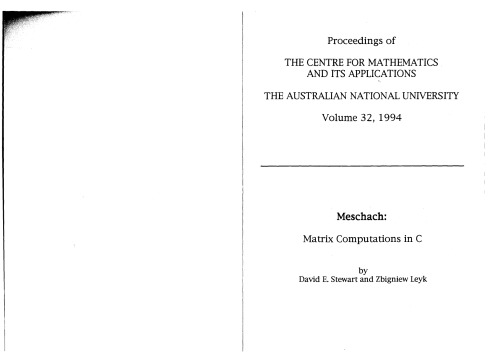 Proceedings of
THE CENTRE FOR MATHEMATICS
AND ITS APPLICATIONS
THE AUSTRALIAN NATIONAL UNIVERSITY
Volume 32, 1994
Meschach:
Matrix Computations in C
by
David E. Stewart and Zbigniew Leyk